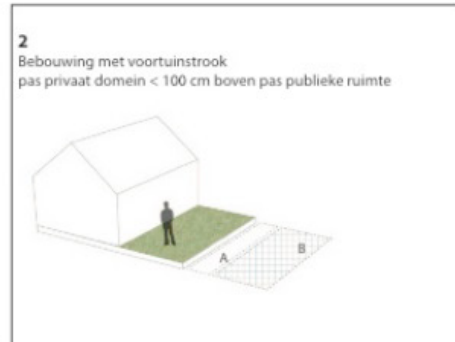 2
Bebouwing met voortuinstrook
pas privaat domein < 100 cm boven pas publieke ruimte
A
B